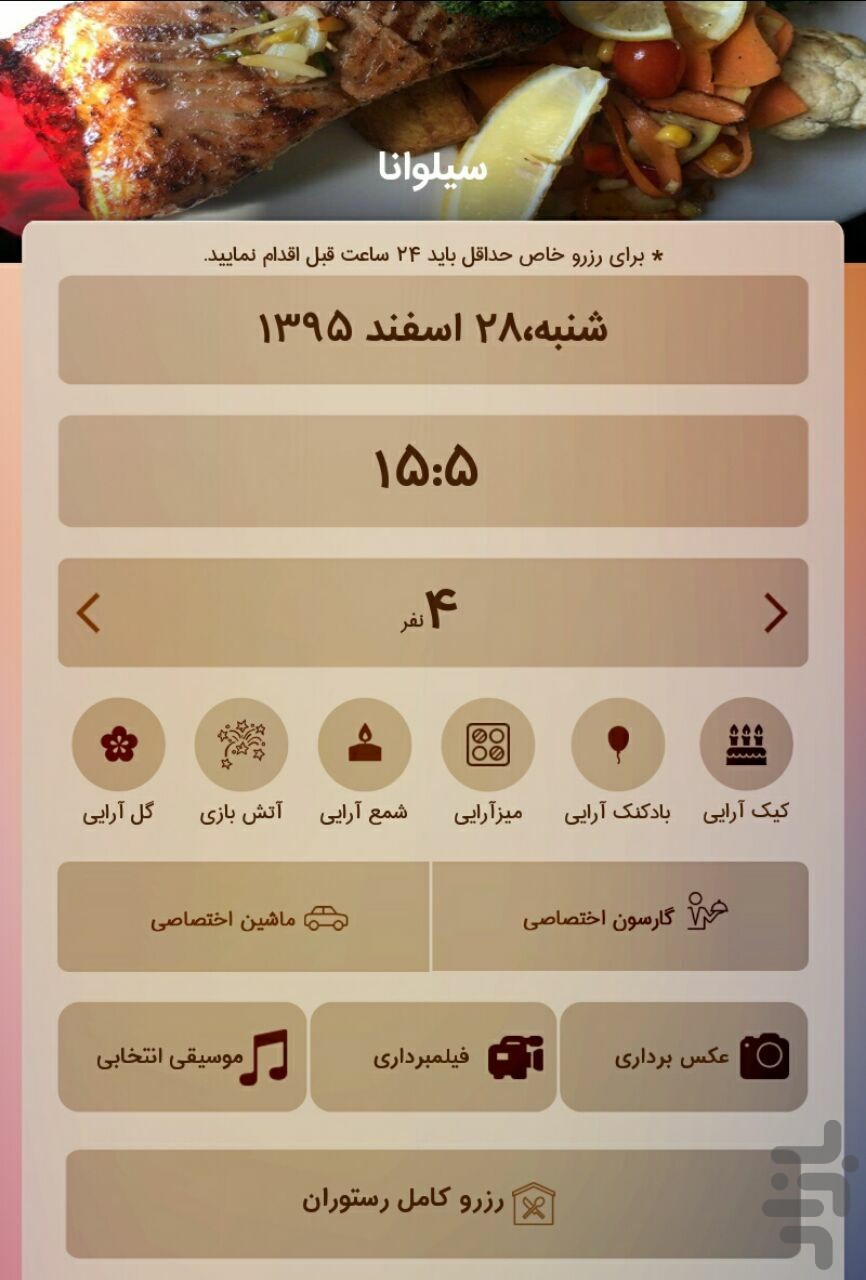 سیلوانا
* برای رزرو خاص حداقل باید ۲۴ ساعت قبل اقدام نمایید.
شنبه،۲۸ اسفند ۱۳۹۵
۱۵:۵
۴ نفر
کیک آرایی
بادکنک آرایی
میزآرایی
شمع آرایی
آتش بازی
گل آرایی
گارسون اختصاصی
ماشین اختصاصی
عکس برداری
فیلمبرداری
موسیقی انتخابی
رزرو کامل رستوران
بازار